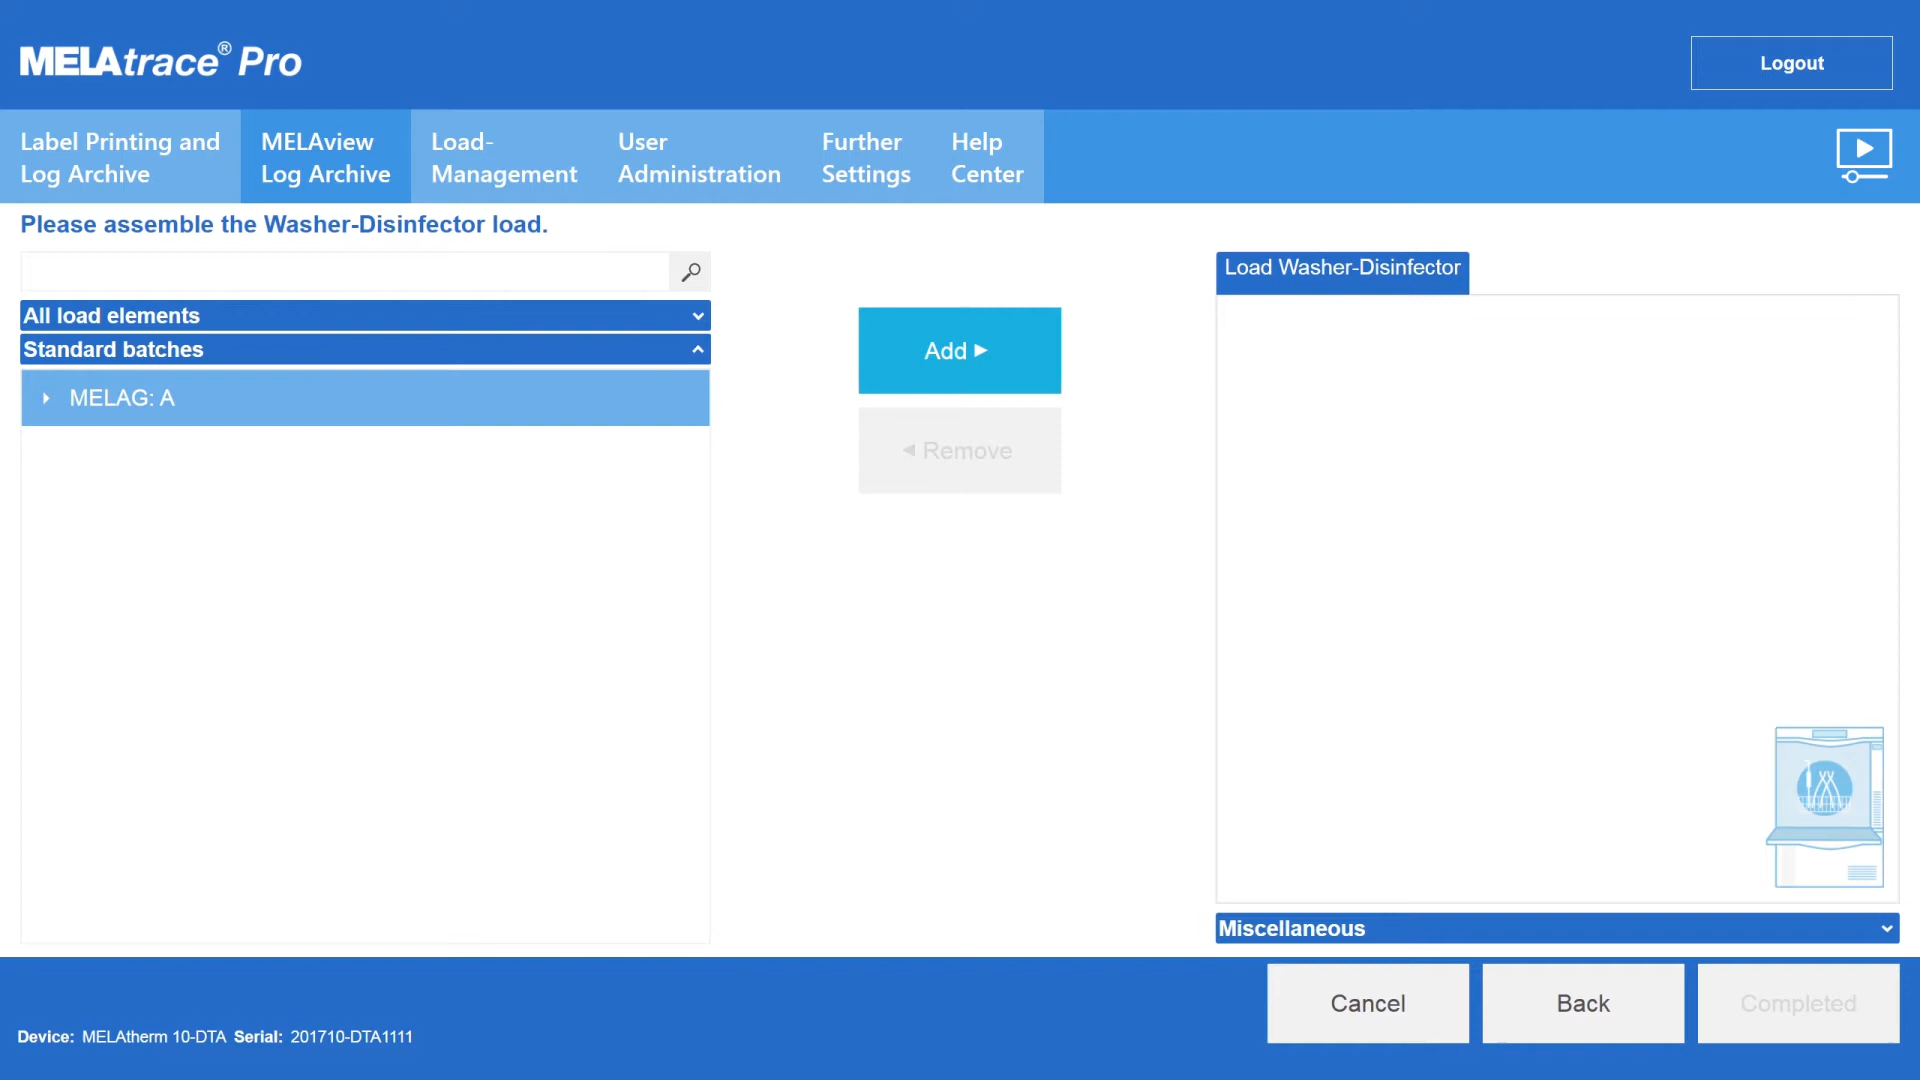 MELAtrace® Pro
Logout
Label Printing and
Log Archive
MELAview
Log Archive
Load-
Management
User
Administration
Further
Settings
Help
Center
Please assemble the Washer-Disinfector load.
All load elements
Standard batches
MELAG: A
Add
Remove
Load Washer-Disinfector
Miscellaneous
Cancel
Back
Completed
Device: MELAtherm 10-DTA Serial: 201710-DTA1111